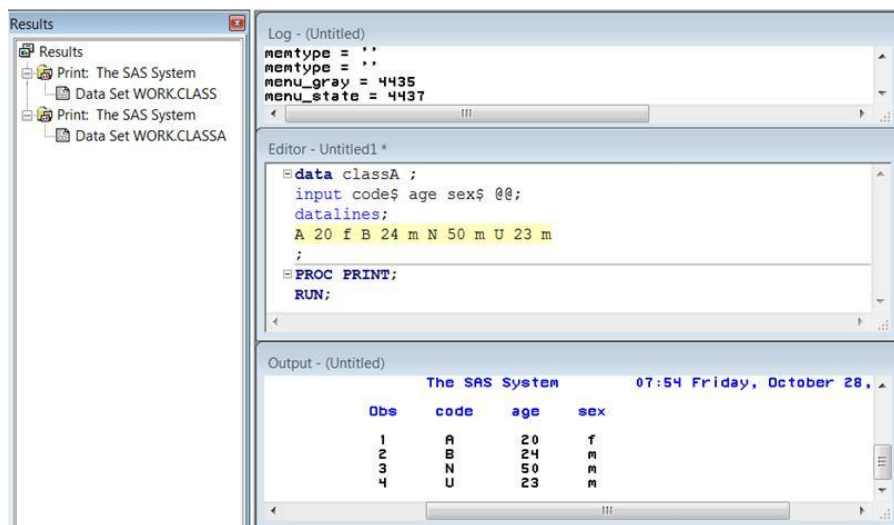 Results
Results
Print: The SAS System
Data Set WORK.CLASS
Print: The SAS System
Data Set WORK.CLASSA
Log - (Untitled)
memtype = ''
memtype = ''
menu_gray = 4435
menu_state = 4437
Editor - Untitled1 *
data classA ;
input code$ age sex$ @@;
datalines;
A 20 f B 24 m N 50 m U 23 m
;
PROC PRINT;
RUN;
Output - (Untitled)
The SAS System 07:54 Friday, October 28,
Obs code age sex
1 A 20 f
2 B 24 m
3 N 50 m
4 U 23 m